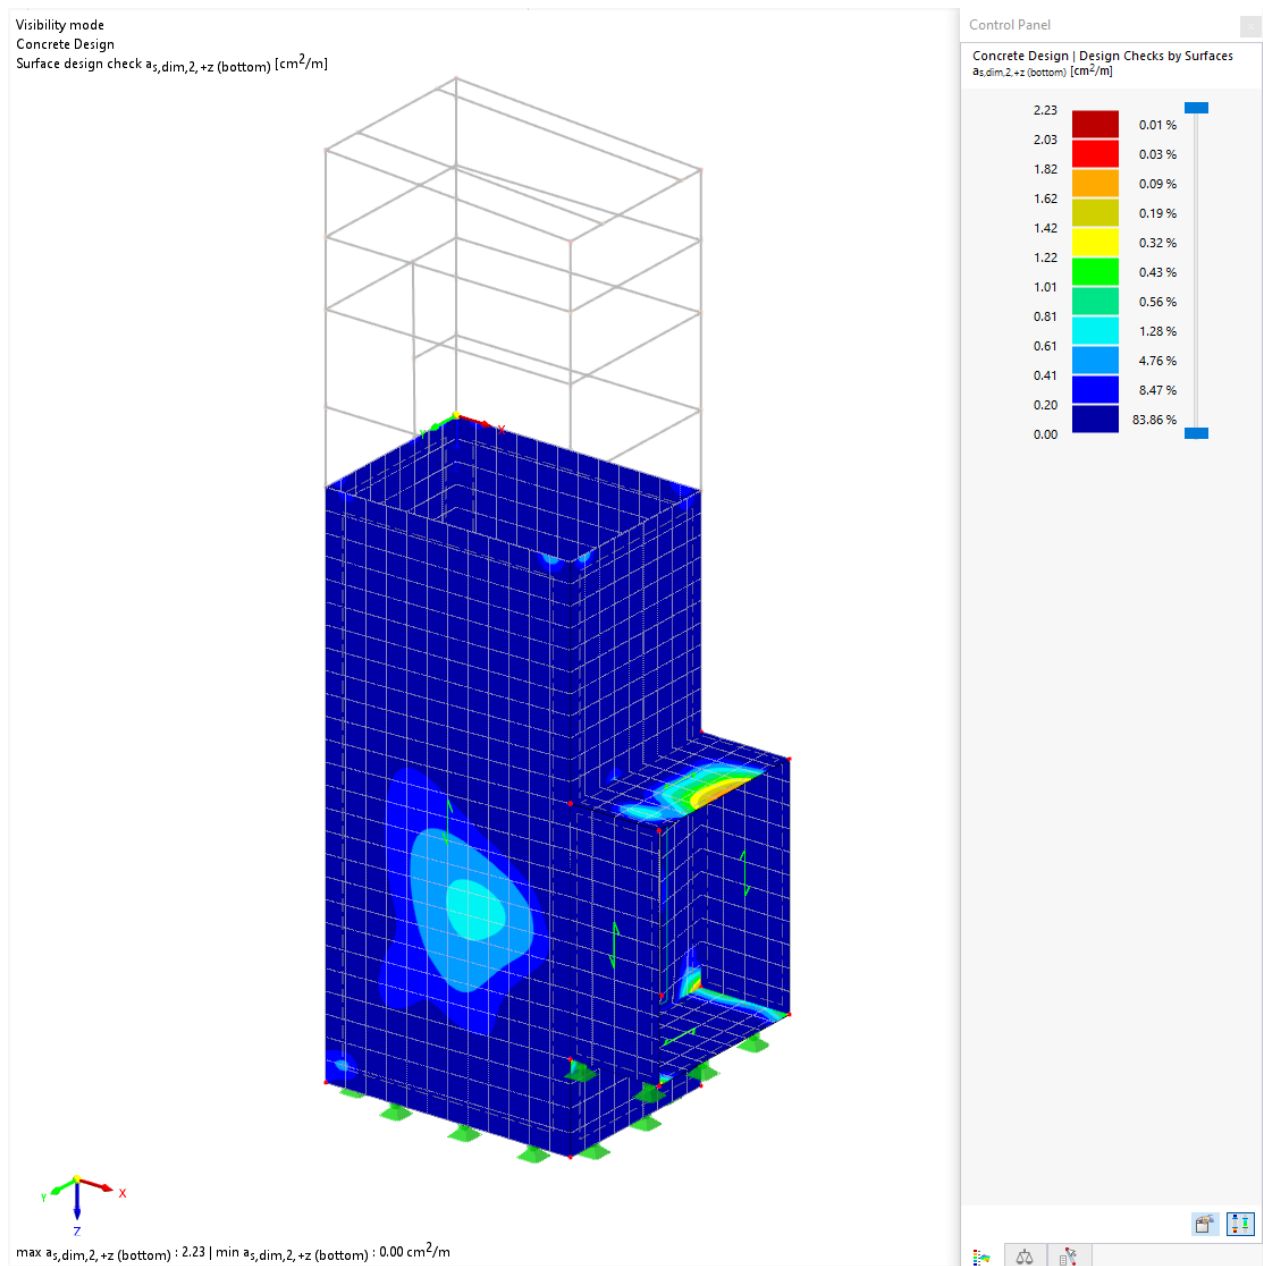 Visibility mode
Concrete Design
Surface design check as,dim,2,+z (bottom) [cm²/m]
Control Panel
Concrete Design | Design Checks by Surfaces
as,dim,2,+z (bottom) [cm²/m]
2.23
0.01 %
2.03
0.03 %
1.82
0.09 %
1.62
0.19 %
1.42
0.32 %
1.22
0.43 %
1.01
0.56 %
0.81
1.28 %
0.61
4.76 %
0.41
8.47 %
0.20
83.86 %
0.00
Y
X
Y
X
Z
max as,dim,2,+z (bottom) : 2.23 | min as,dim,2,+z (bottom) : 0.00 cm²/m